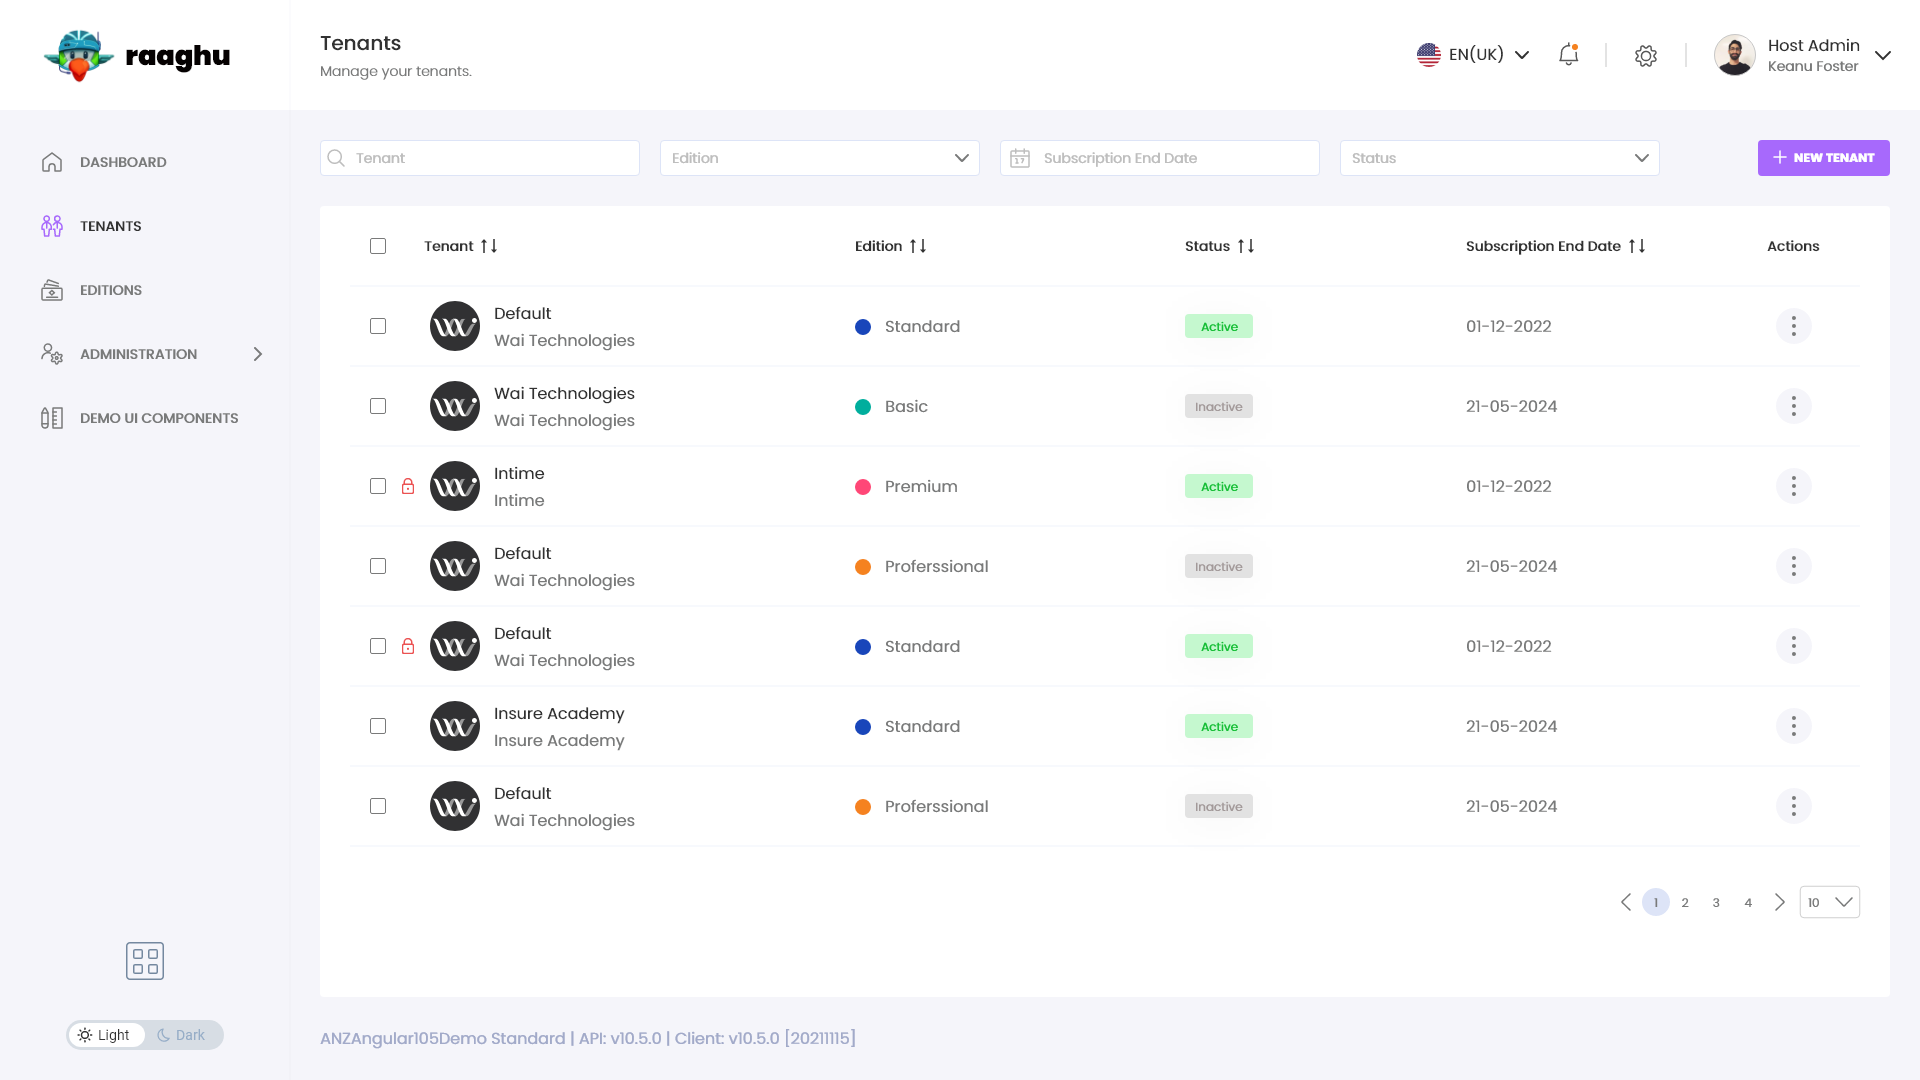 raaghu
Tenants
Manage your tenants.
EN(UK)
Host Admin
Keanu Foster
DASHBOARD
TENANTS
EDITIONS
ADMINISTRATION
DEMO UI COMPONENTS
Tenant
Edition
17
Subscription End Date
Status
NEW TENANT
Tenant
Edition
Status
Subscription End Date
Actions
Default
Wai Technologies
Standard
Active
01-12-2022
Wai Technologies
Wai Technologies
Basic
Inactive
21-05-2024
Intime
Intime
Premium
Active
01-12-2022
Default
Wai Technologies
Proferssional
Inactive
21-05-2024
Default
Wai Technologies
Standard
Active
01-12-2022
Insure Academy
Insure Academy
Standard
Active
21-05-2024
Default
Wai Technologies
Proferssional
Inactive
21-05-2024
1 2 3 4
10
Light
Dark
ANZAngular105Demo Standard | API: v10.5.0 | Client: v10.5.0 [20211115]